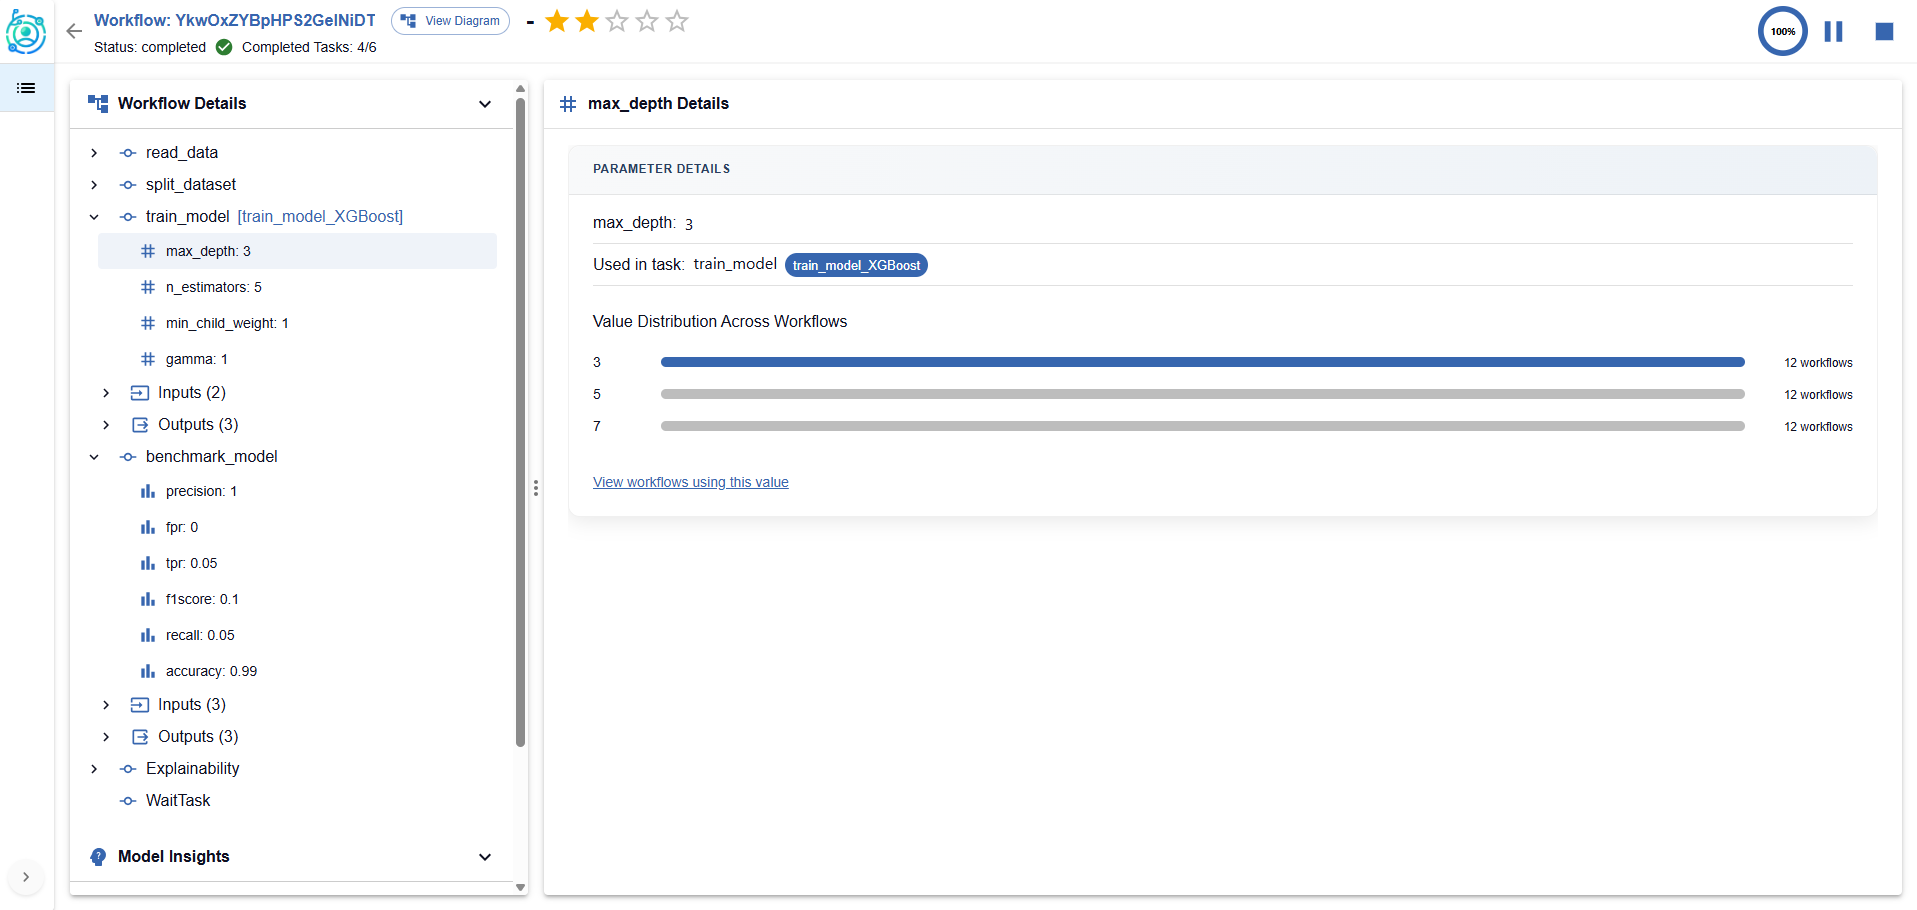 Workflow: YkwOxZYBpHPS2GelNiDT
View Diagram
-
Status: completed
Completed Tasks: 4/6
100%
Workflow Details
read_data
split_dataset
train_model [train_model_XGBoost]
max_depth: 3
n_estimators: 5
min_child_weight: 1
gamma: 1
Inputs (2)
Outputs (3)
benchmark_model
precision: 1
fpr: 0
tpr: 0.05
f1score: 0.1
recall: 0.05
accuracy: 0.99
Inputs (3)
Outputs (3)
Explainability
WaitTask
Model Insights
max_depth Details
PARAMETER DETAILS
max_depth: 3
Used in task: train_model train_model_XGBoost
Value Distribution Across Workflows
3 12 workflows
5 12 workflows
7 12 workflows
View workflows using this value